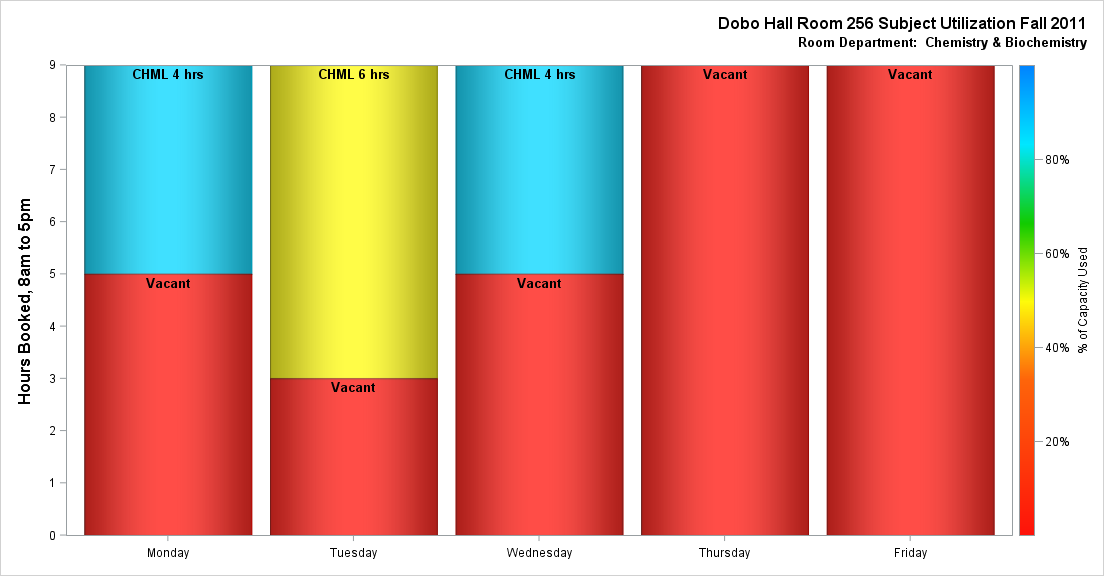 Dobo Hall Room 256 Subject Utilization Fall 2011
Room Department:  Chemistry & Biochemistry
Hours Booked, 8am to 5pm
9
8
7
6
5
4
3
2
1
0
CHML 4 hrs
Vacant
CHML 6 hrs
Vacant
CHML 4 hrs
Vacant
Vacant
Vacant
Monday
Tuesday
Wednesday
Thursday
Friday
80%
60%
40%
20%
% of Capacity Used